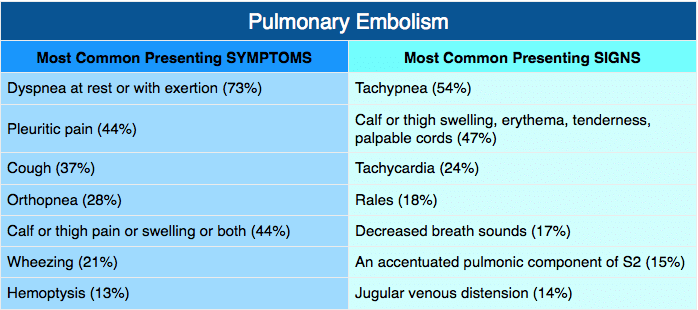 Pulmonary Embolism
Most Common Presenting SYMPTOMS
Most Common Presenting SIGNS
Dyspnea at rest or with exertion (73%)
Tachypnea (54%)
Pleuritic pain (44%)
Calf or thigh swelling, erythema, tenderness,
palpable cords (47%)
Cough (37%)
Tachycardia (24%)
Orthopnea (28%)
Rales (18%)
Calf or thigh pain or swelling or both (44%)
Decreased breath sounds (17%)
Wheezing (21%)
An accentuated pulmonic component of S2 (15%)
Hemoptysis (13%)
Jugular venous distension (14%)